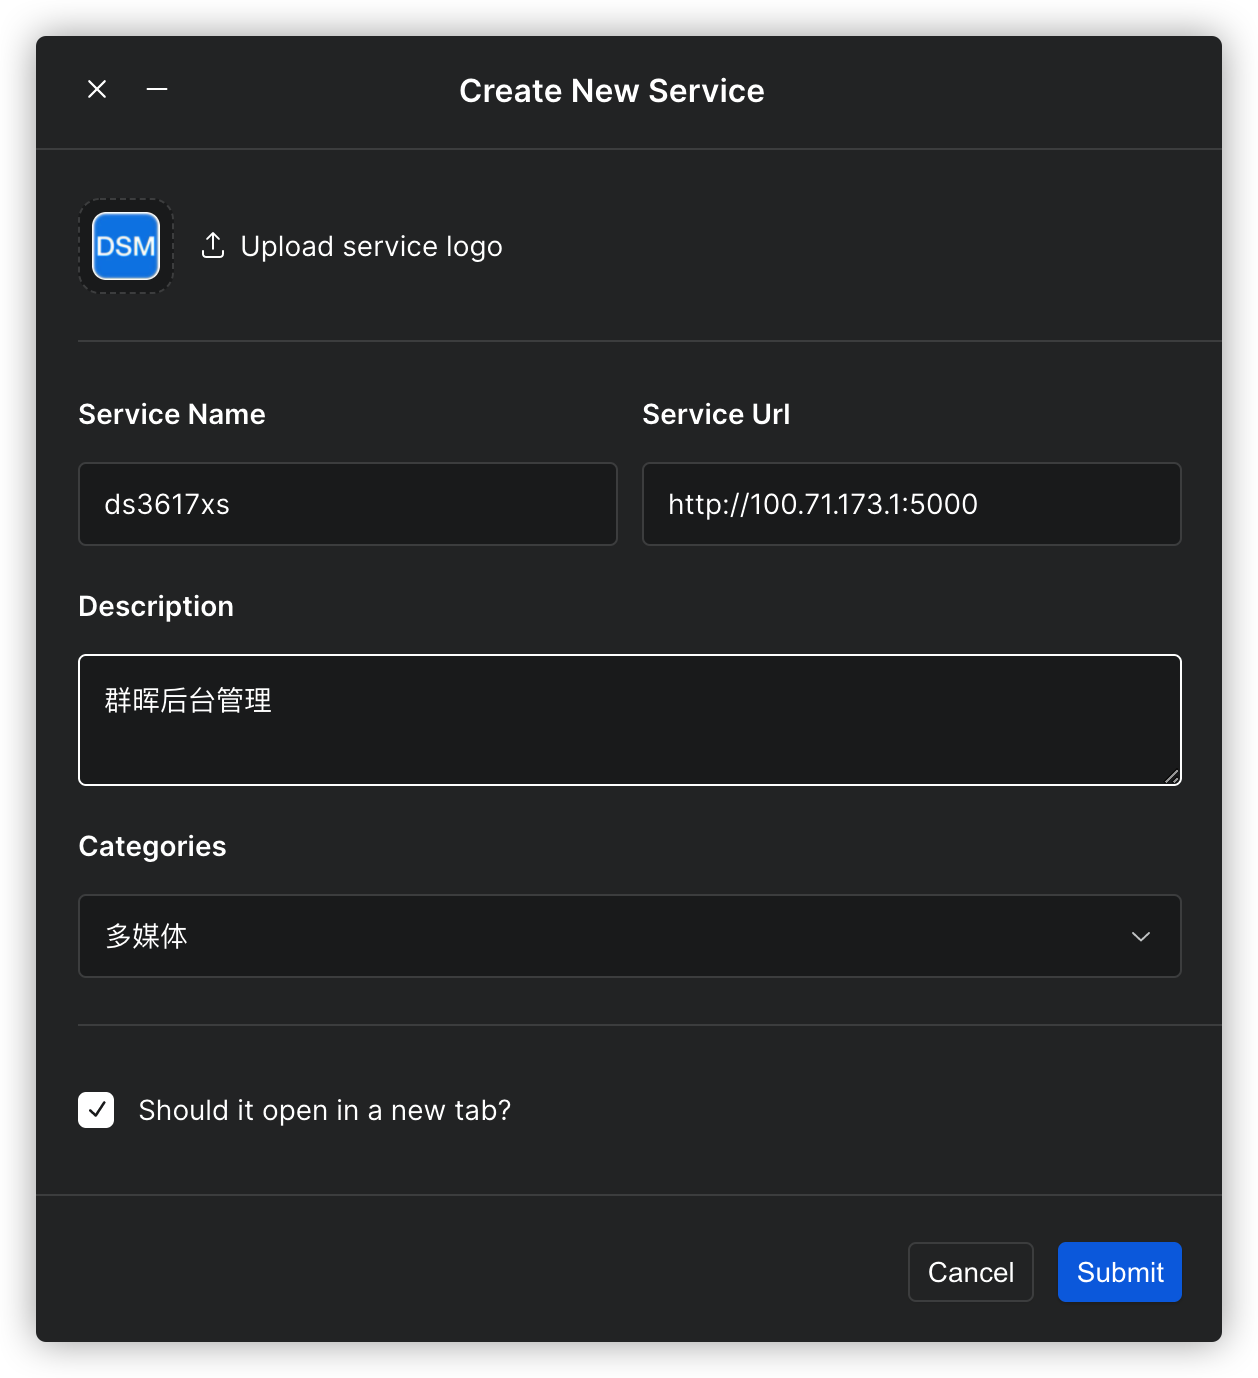 Create New Service
DSM
Upload service logo
Service Name
Service Url
ds3617xs
http://100.71.173.1:5000
Description
群晖后台管理
Categories
多媒体
Should it open in a new tab?
Cancel
Submit